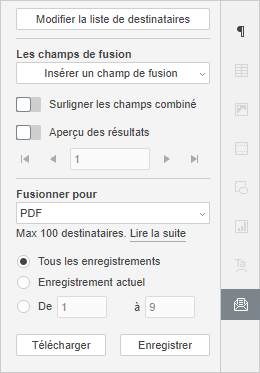 Modifier la liste de destinataires
Les champs de fusion
Insérer un champ de fusion
Surligner les champs combiné
Aperçu des résultats
1
Fusionner pour
PDF
Max 100 destinataires. Lire la suite
Tous les enregistrements
Enregistrement actuel
De 1 à 9
Télécharger Enregistrer